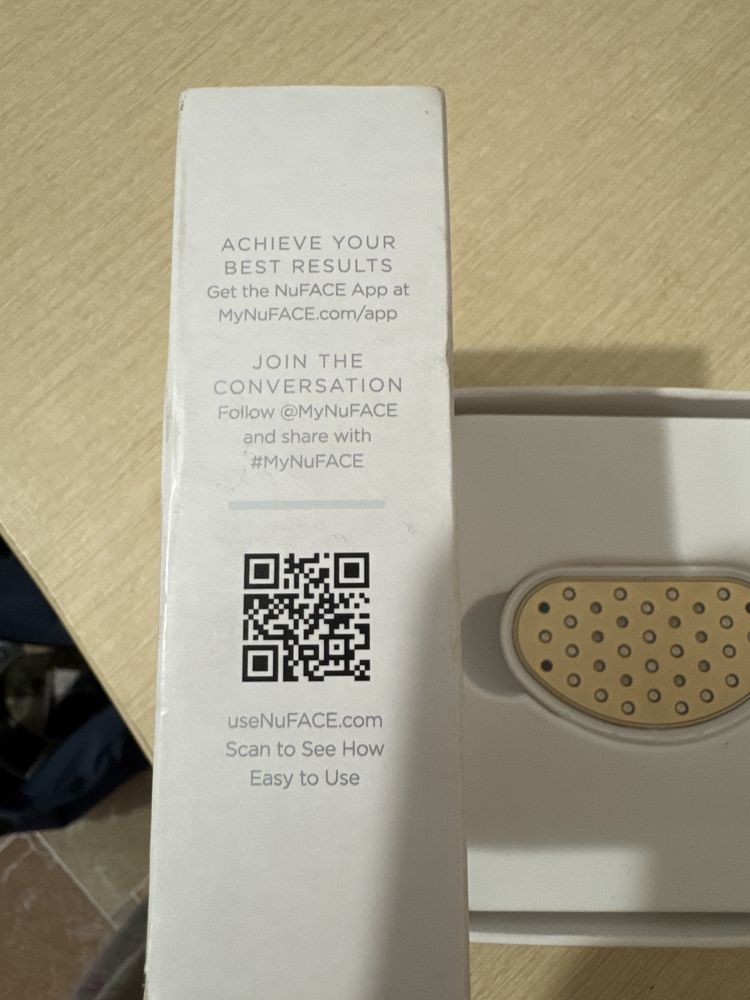 ACHIEVE YOUR
BEST RESULTS
Get the NuFACE App at
MyNuFACE.com/app
JOIN THE
CONVERSATION
Follow @MyNuFACE
and share with
#MyNuFACE
useNuFACE.com
Scan to See How
Easy to Use